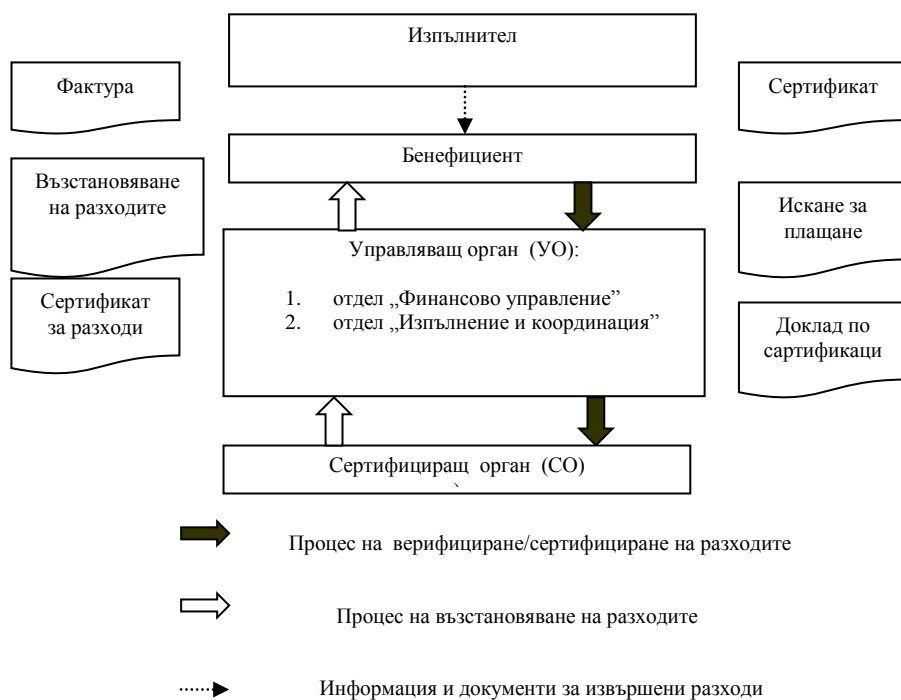 Изпълнител
Фактура
Сертификат
Бенефициент
Възстановяване
на разходите
Искане за
плащане
Управляващ орган (УО):
1. отдел „Финансово управление”
2. отдел „Изпълнение и координация”
Сертификат
за разходи
Доклад по
сартификаци
Сертифициращ орган (СО)
Процес на верифициране/сертифициране на разходите
Процес на възстановяване на разходите
Информация и документи за извършени разходи